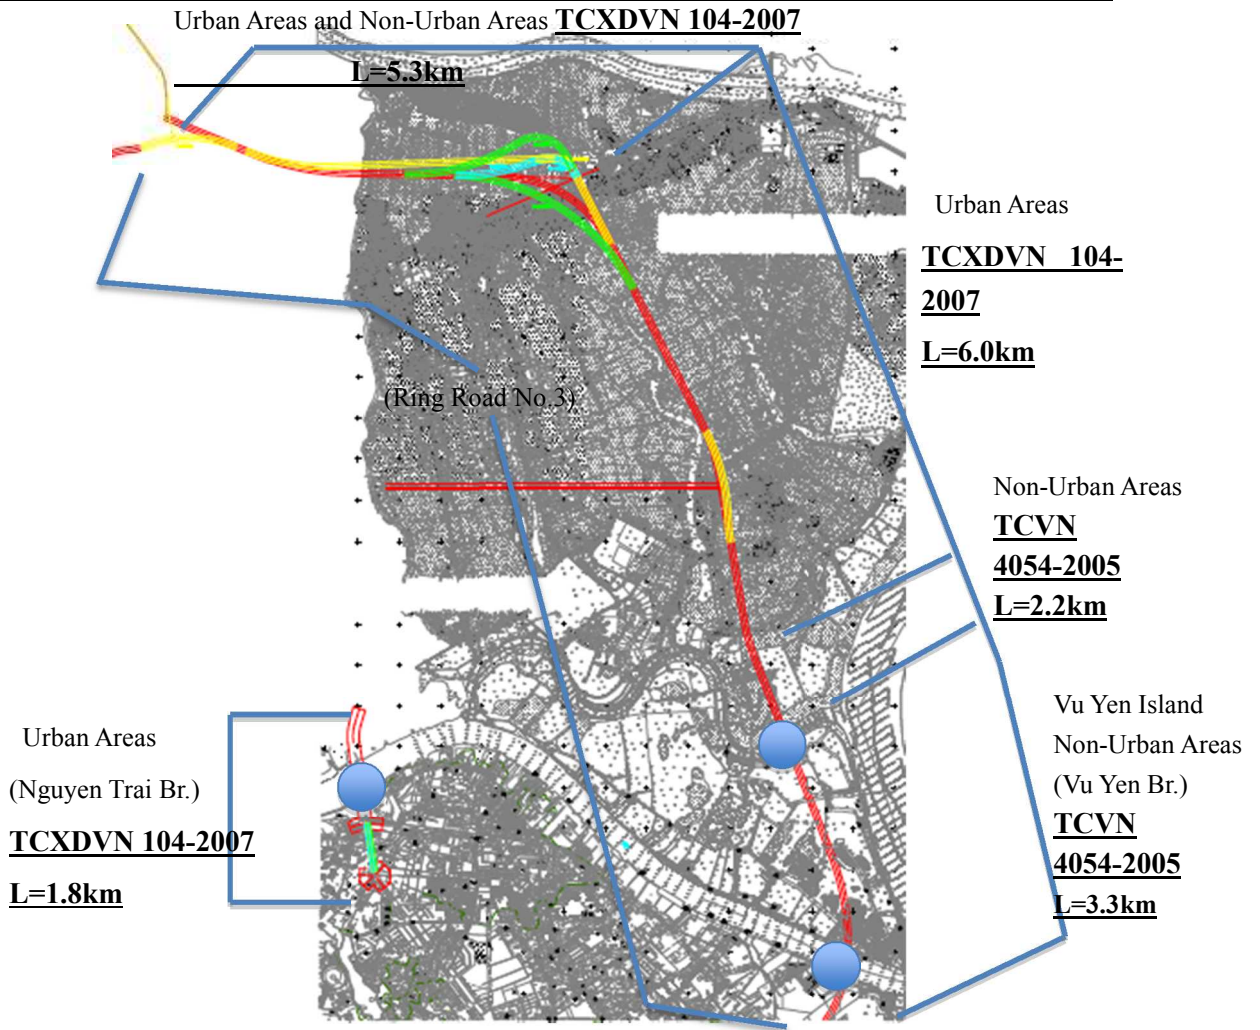 Urban Areas and Non-Urban Areas TCXDVN 104-2007
L=5.3km
Urban Areas
TCXDVN 104-
2007
L=6.0km
(Ring Road No.3)
Non-Urban Areas
TCVN
4054-2005
L=2.2km
Vu Yen Island
Non-Urban Areas
(Vu Yen Br.)
TCVN
4054-2005
L=3.3km
Urban Areas
(Nguyen Trai Br.)
TCXDVN 104-2007
L=1.8km